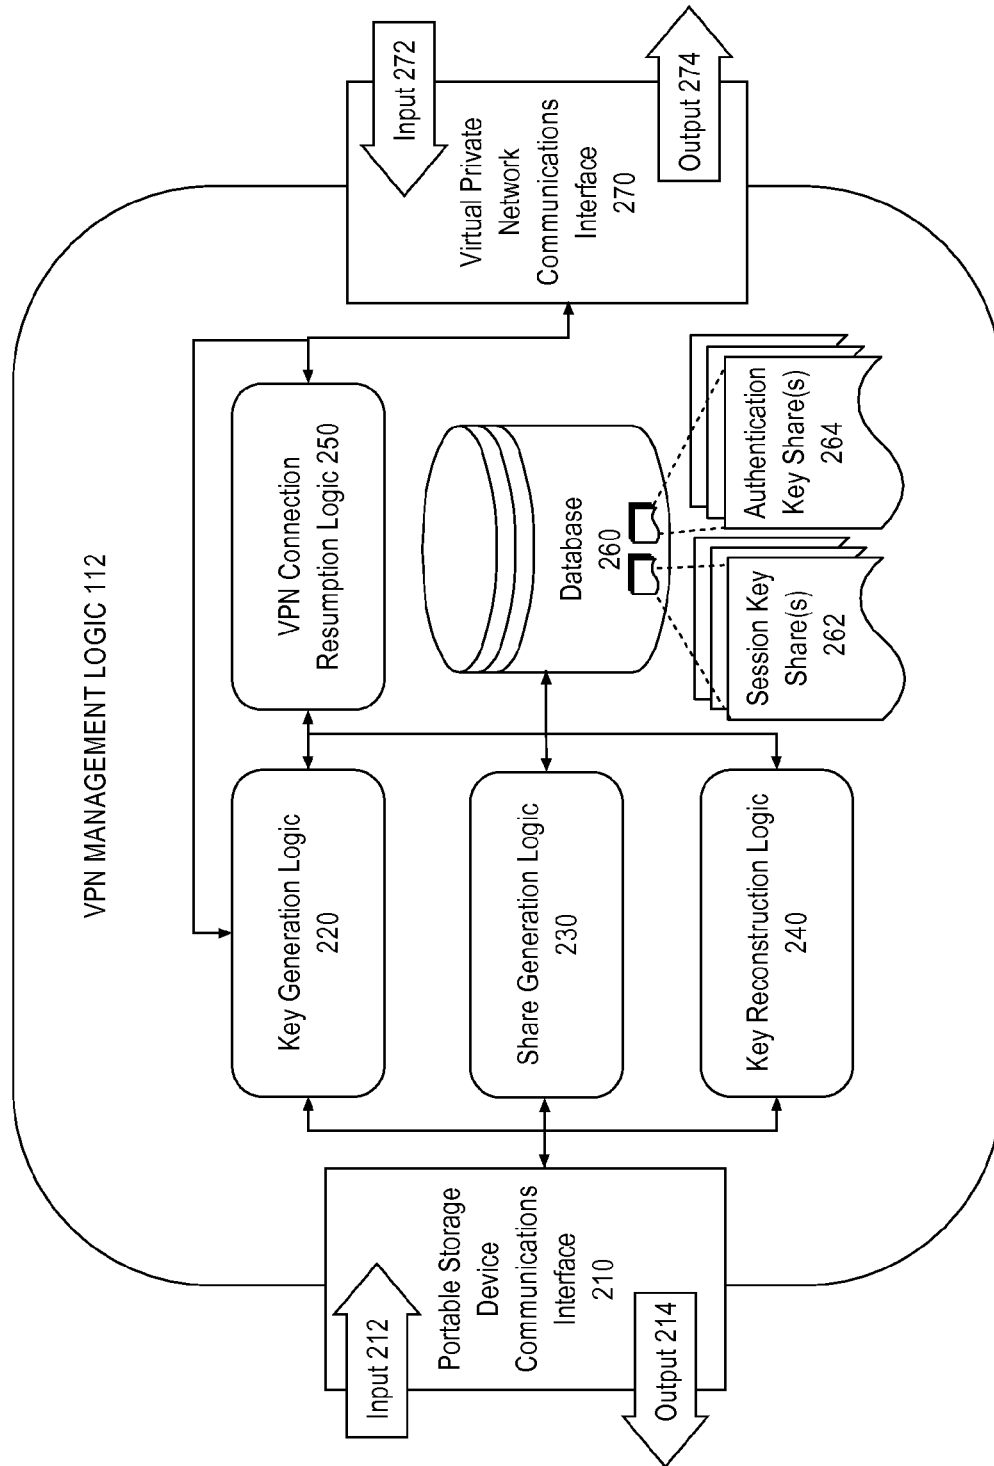 VPN MANAGEMENT LOGIC 112
Input 212
Portable Storage
Device
Communications
Interface
210
Output 214
Key Generation Logic
220
Share Generation Logic
230
Key Reconstruction Logic
240
VPN Connection
Resumption Logic 250
Database
260
Session Key
Share(s)
262
Authentication
Key Share(s)
264
Input 272
Virtual Private
Network
Communications
Interface
270
Output 274